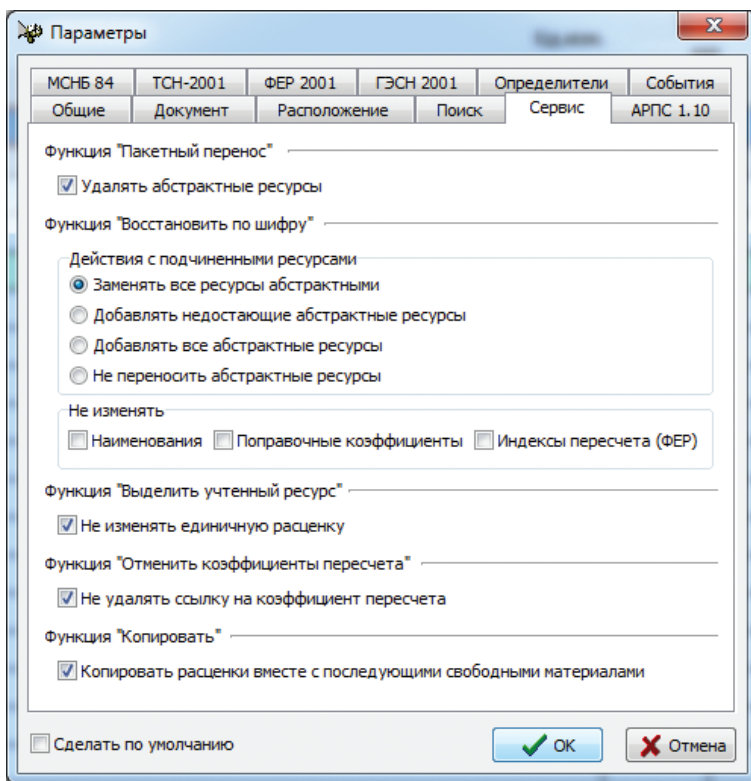 Параметры
МСНБ 84 ТСН-2001 ФЕР 2001 ГЭСН 2001 Определители События
Общие Документ Расположение Поиск Сервис АРПС 1.10
Функция "Пакетный перенос"
Удалять абстрактные ресурсы
Функция "Восстановить по шифру"
Действия с подчиненными ресурсами
Заменять все ресурсы абстрактными
Добавлять недостающие абстрактные ресурсы
Добавлять все абстрактные ресурсы
Не переносить абстрактные ресурсы
Не изменять
Наименования Поправочные коэффициенты Индексы пересчета (ФЕР)
Функция "Выделить учтенный ресурс"
Не изменять единичную расценку
Функция "Отменить коэффициенты пересчета"
Не удалять ссылку на коэффициент пересчета
Функция "Копировать"
Копировать расценки вместе с последующими свободными материалами
Сделать по умолчанию OK Отмена